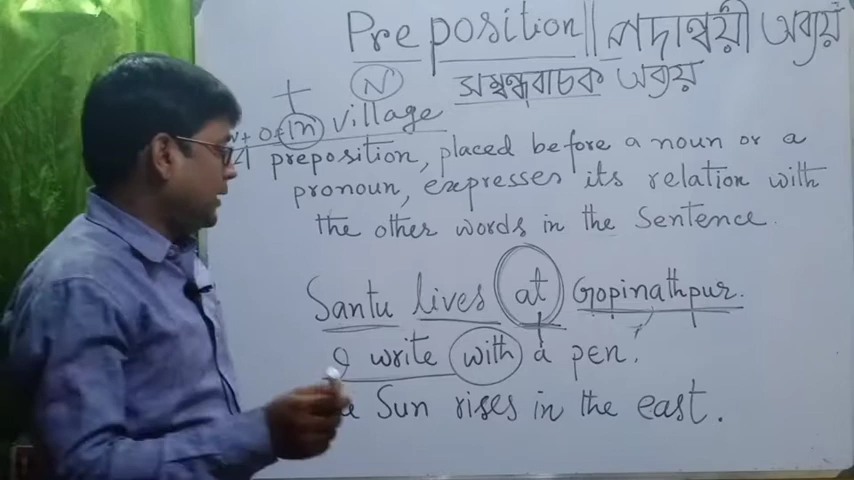 Preposition || পদান্বয়ী অব্যয়
N সম্বন্ধবাচক অব্যয়
in village
preposition, placed before a noun or a
pronoun, expresses its relation with
the other words in the Sentence.
Santu lives at Gopinathpur.
I write with a pen.
Sun rises in the east.